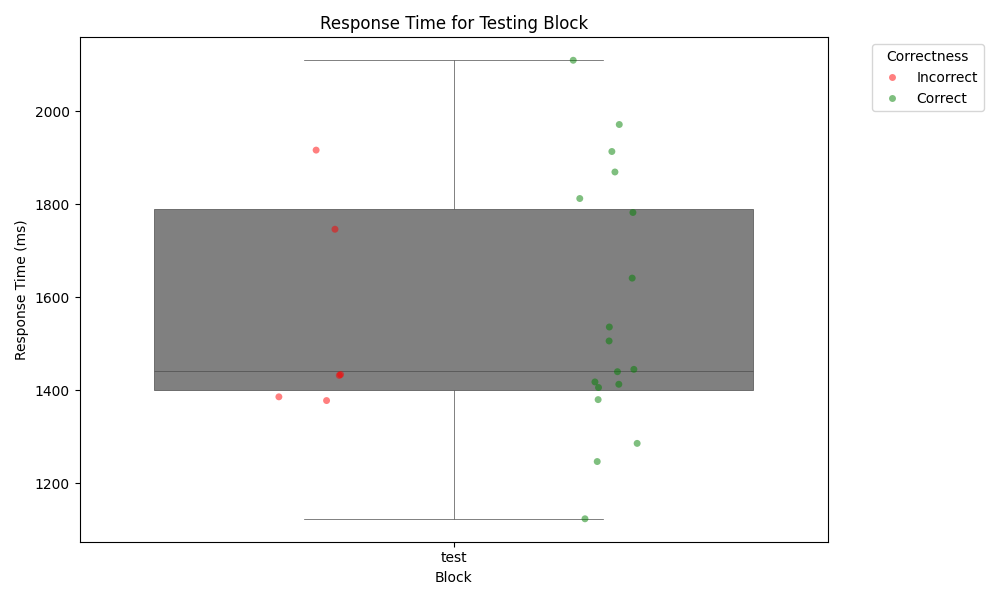 Response Time for Testing Block
Correctness
Incorrect
Correct
Response Time (ms)
2000
1800
1600
1400
1200
test
Block